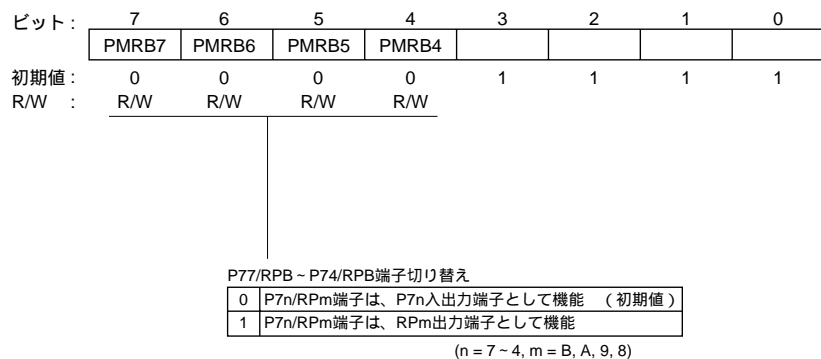 ビット : 7 6 5 4 3 2 1 0
PMRB7 PMRB6 PMRB5 PMRB4
初期値 : 0 0 0 0 1 1 1 1
R/W : R/W R/W R/W R/W
P77/RPB ~ P74/RPB端子切り替え
0 P7n/RPm端子は、P7n入出力端子として機能 （初期値）
1 P7n/RPm端子は、RPm出力端子として機能
(n = 7 ~ 4, m = B, A, 9, 8)